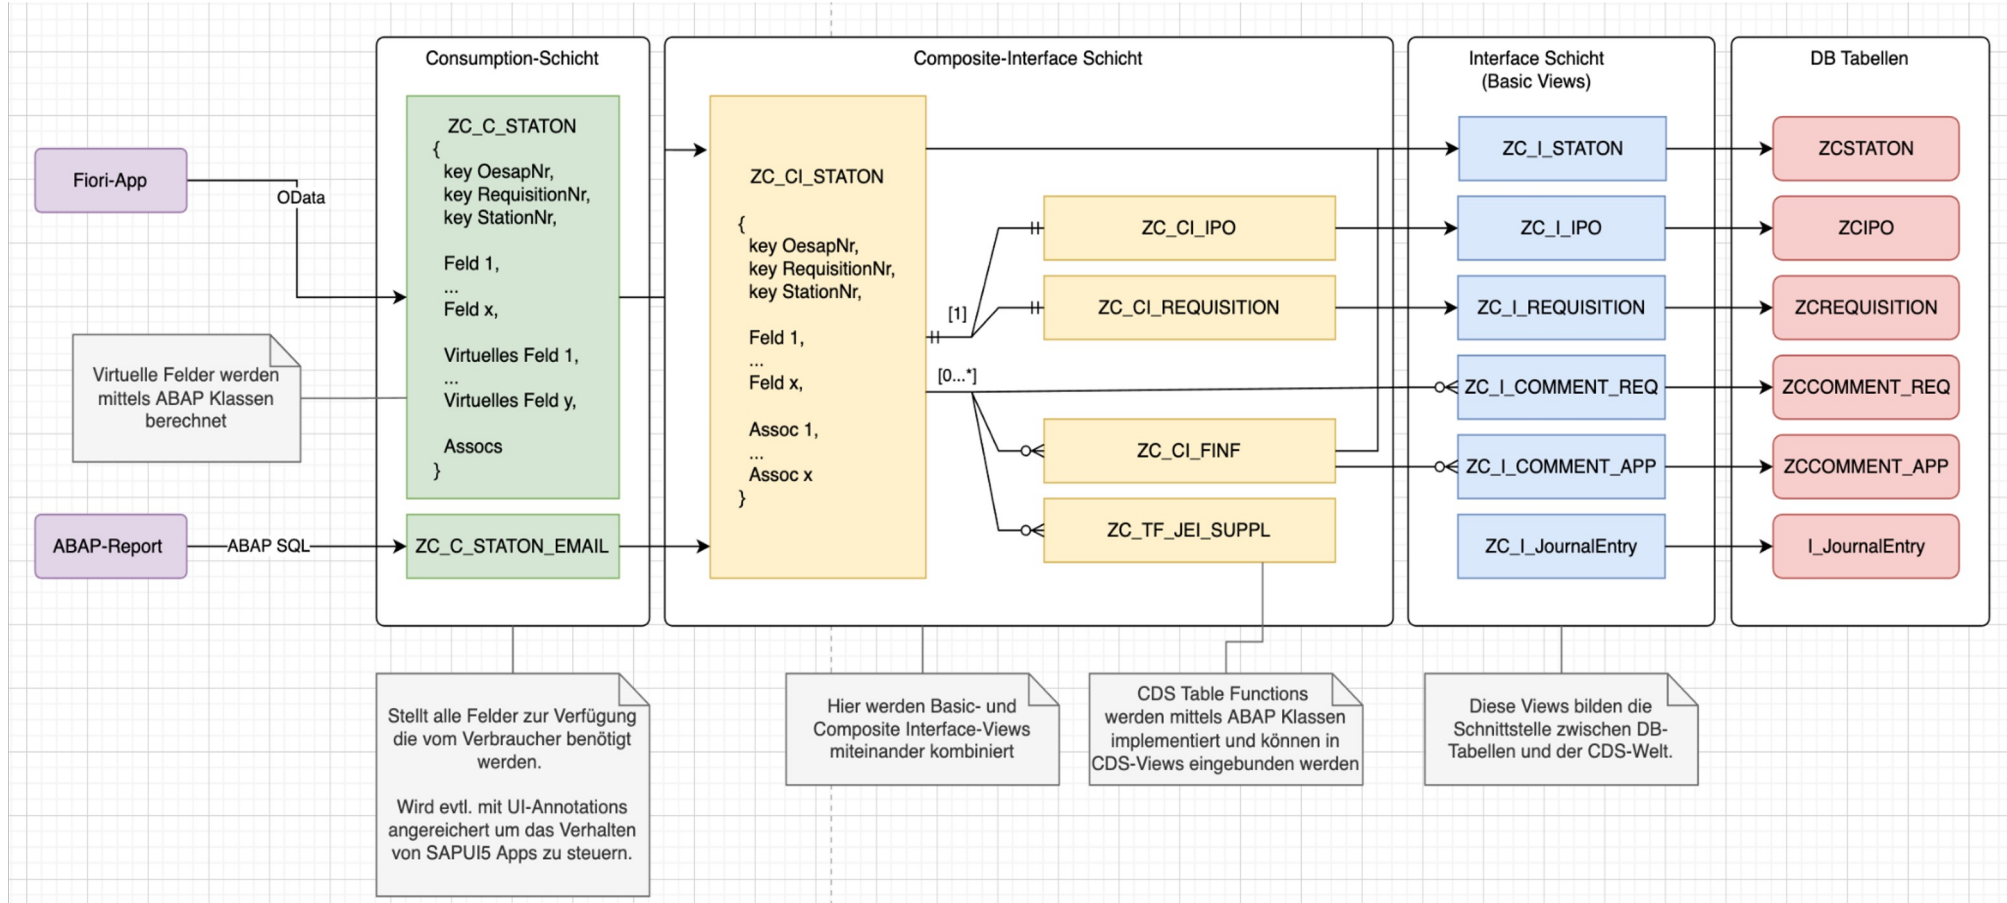 Consumption-Schicht
Composite-Interface Schicht
Interface Schicht
(Basic Views)
DB Tabellen
Fiori-App
OData
ABAP-Report
ABAP SQL
Virtuelle Felder werden
mittels ABAP Klassen
berechnet
ZC_C_STATON
{
key OesapNr,
key RequisitionNr,
key StationNr,
Feld 1,
...
Feld x,
Virtuelles Feld 1,
...
Virtuelles Feld y,
Assocs
}
ZC_C_STATON_EMAIL
ZC_CI_STATON
{
key OesapNr,
key RequisitionNr,
key StationNr,
Feld 1,
...
Feld x,
Assoc 1,
...
Assoc x
}
[1]
[0...*]
ZC_CI_IPO
ZC_CI_REQUISITION
ZC_CI_FINF
ZC_TF_JEI_SUPPL
ZC_I_STATON
ZC_I_IPO
ZC_I_REQUISITION
ZC_I_COMMENT_REQ
ZC_I_COMMENT_APP
ZC_I_JournalEntry
ZCSTATON
ZCIPO
ZCREQUISITION
ZCCOMMENT_REQ
ZCCOMMENT_APP
I_JournalEntry
Stellt alle Felder zur Verfügung
die vom Verbraucher benötigt
werden.
Wird evtl. mit UI-Annotations
angereichert um das Verhalten
von SAPUI5 Apps zu steuern.
Hier werden Basic- und
Composite Interface-Views
miteinander kombiniert
CDS Table Functions
werden mittels ABAP Klassen
implementiert und können in
CDS-Views eingebunden werden
Diese Views bilden die
Schnittstelle zwischen DB-
Tabellen und der CDS-Welt.